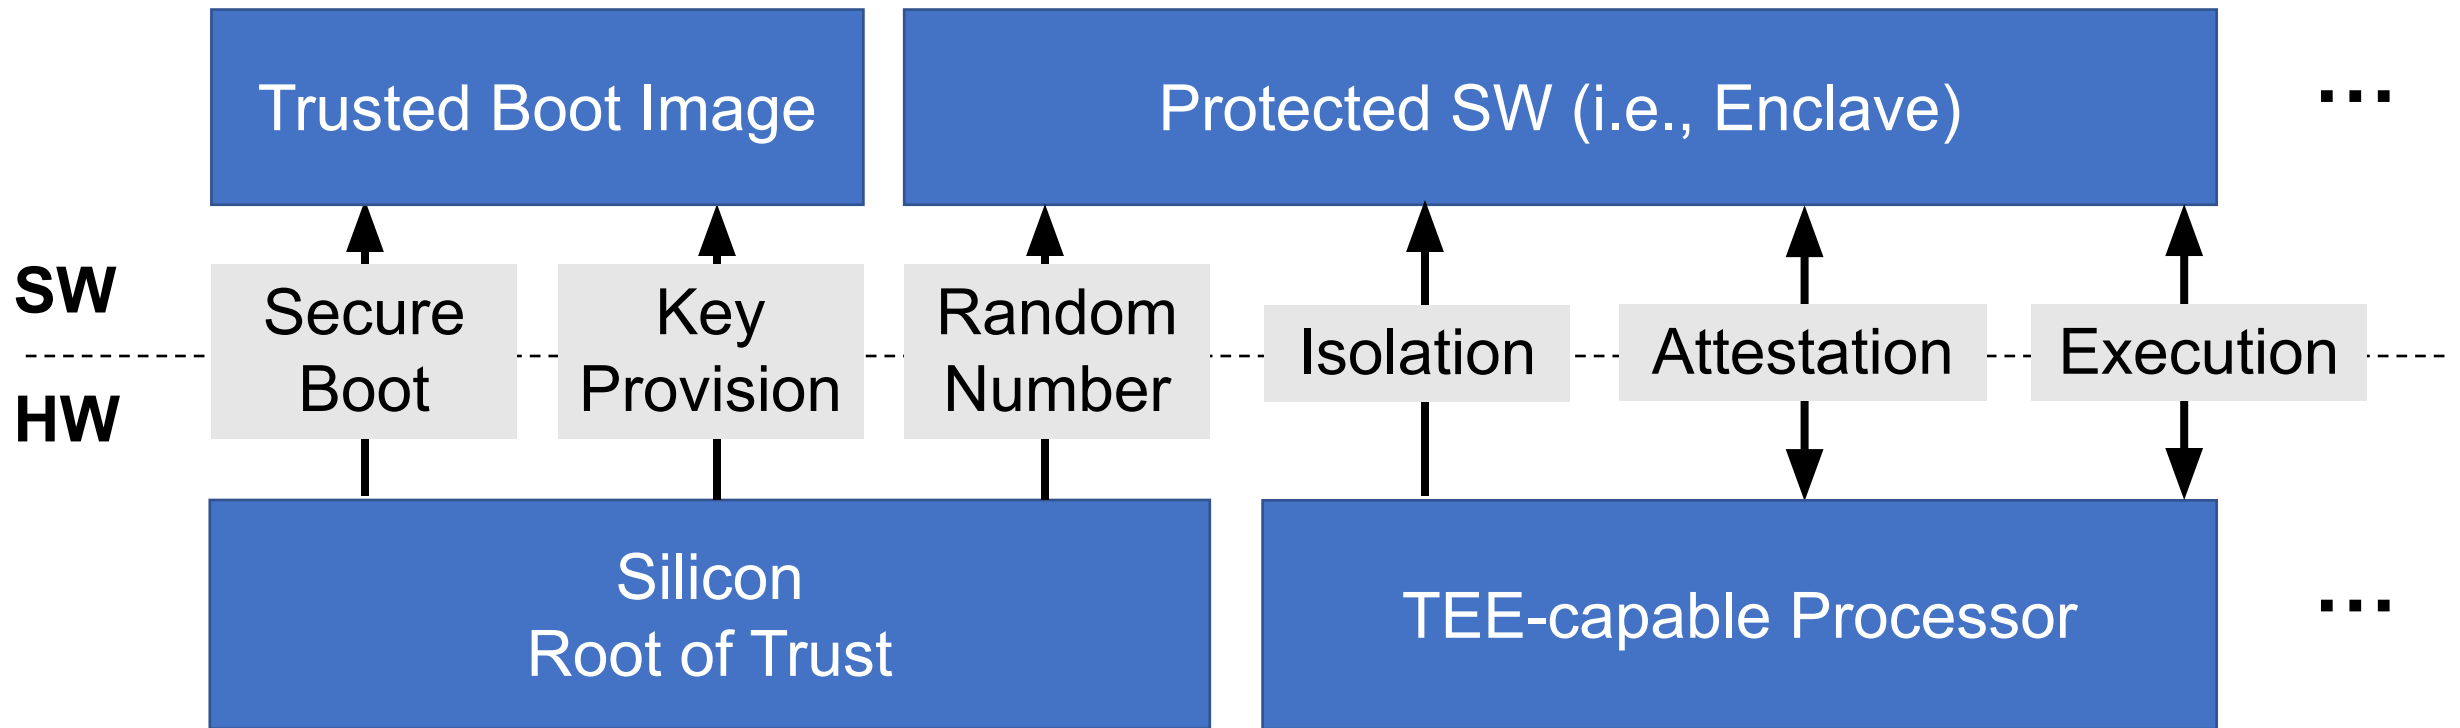 Trusted Boot Image
Protected SW (i.e., Enclave)
...
SW
HW
Secure
Boot
Key
Provision
Random
Number
Isolation
Attestation
Execution
Silicon
Root of Trust
TEE-capable Processor
...